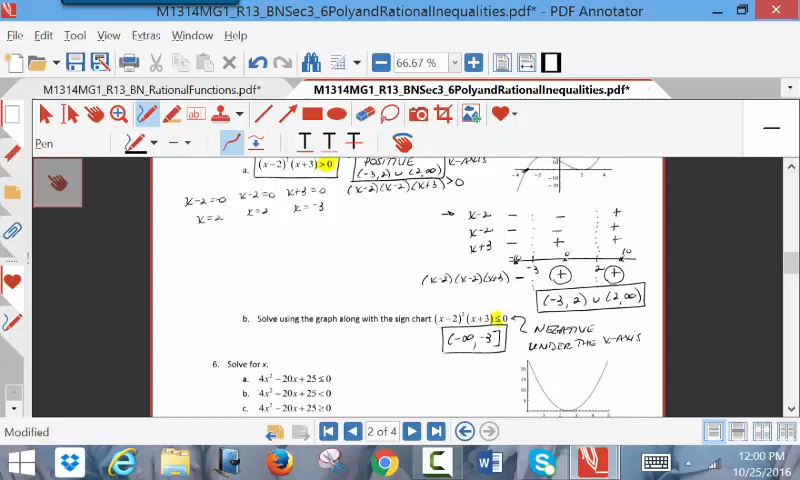 M1314MG1_R13_BNSec3_6PolyandRationalInequalities.pdf* - PDF Annotator
File Edit Tool View Extras Window Help
66.67 %
M1314MG1_R13_BN_RationalFunctions.pdf* M1314MG1_R13_BNSec3_6PolyandRationalInequalities.pdf*
Pen
POSITIVE X-AXIS
a. (x−2)²(x+3)>0 (-3, 2) ∪ (2, ∞)
(x-2)(x-2)(x+3)>0
x-2=0 x-2=0 x+3=0
x=2 x=2 x=-3
→ x-2 - - +
x-2 - - +
x+3 - + +
-10 -3 0 2 10
(x-2)(x-2)(x+3) - + +
(-3, 2) ∪ (2, ∞)
b. Solve using the graph along with the sign chart (x−2)²(x+3)≤0
(-∞, -3] NEGATIVE
UNDER THE X-AXIS
6. Solve for x.
a. 4x² − 20x + 25 ≤ 0
b. 4x² − 20x + 25 < 0
c. 4x² − 20x + 25 ≥ 0
Modified 2 of 4
12:00 PM
10/25/2016